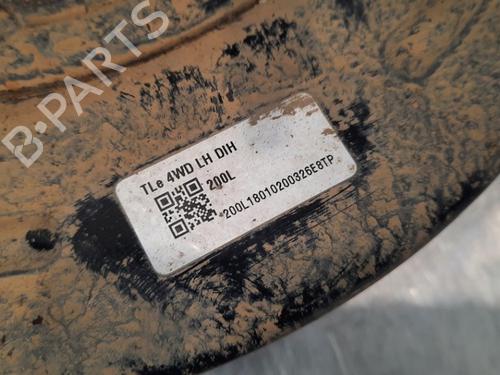 B-PARTS
TLe 4WD LH DIH
200L
200L18010200326E8TP